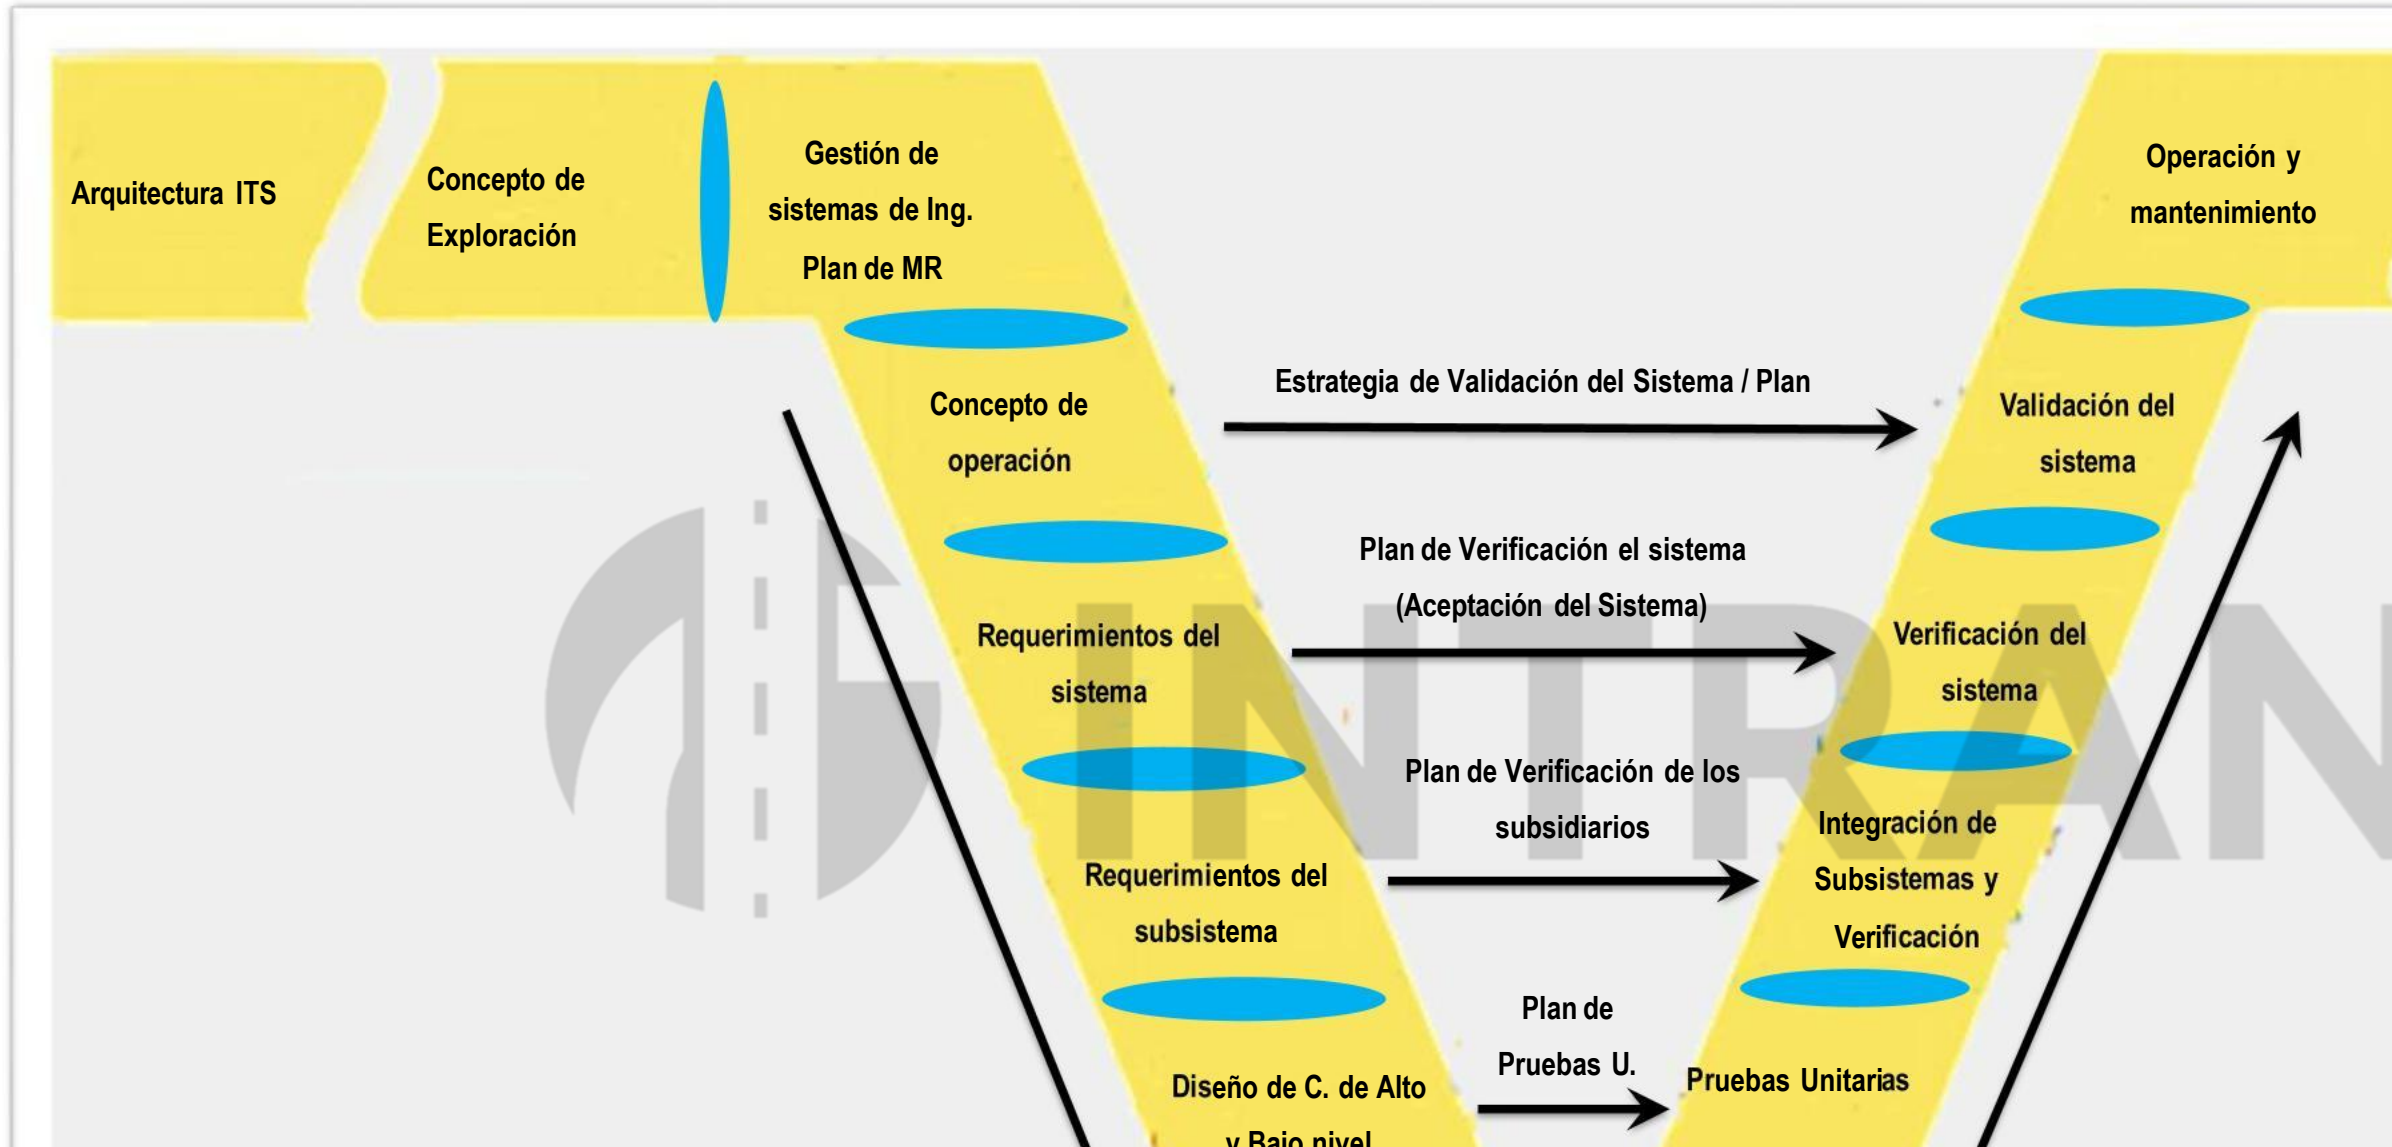 Arquitectura ITS
Concepto de
Exploración
Gestión de
sistemas de Ing.
Plan de MR
Operación y
mantenimiento
Concepto de
operación
Estrategia de Validación del Sistema / Plan
Validación del
sistema
Requerimientos del
sistema
Plan de Verificación el sistema
(Aceptación del Sistema)
Verificación del
sistema
INTRAN
Requerimientos del
subsistema
Plan de Verificación de los
subsidiarios
Integración de
Subsistemas y
Verificación
Diseño de C. de Alto
y Bajo nivel
Plan de
Pruebas U.
Pruebas Unitarias